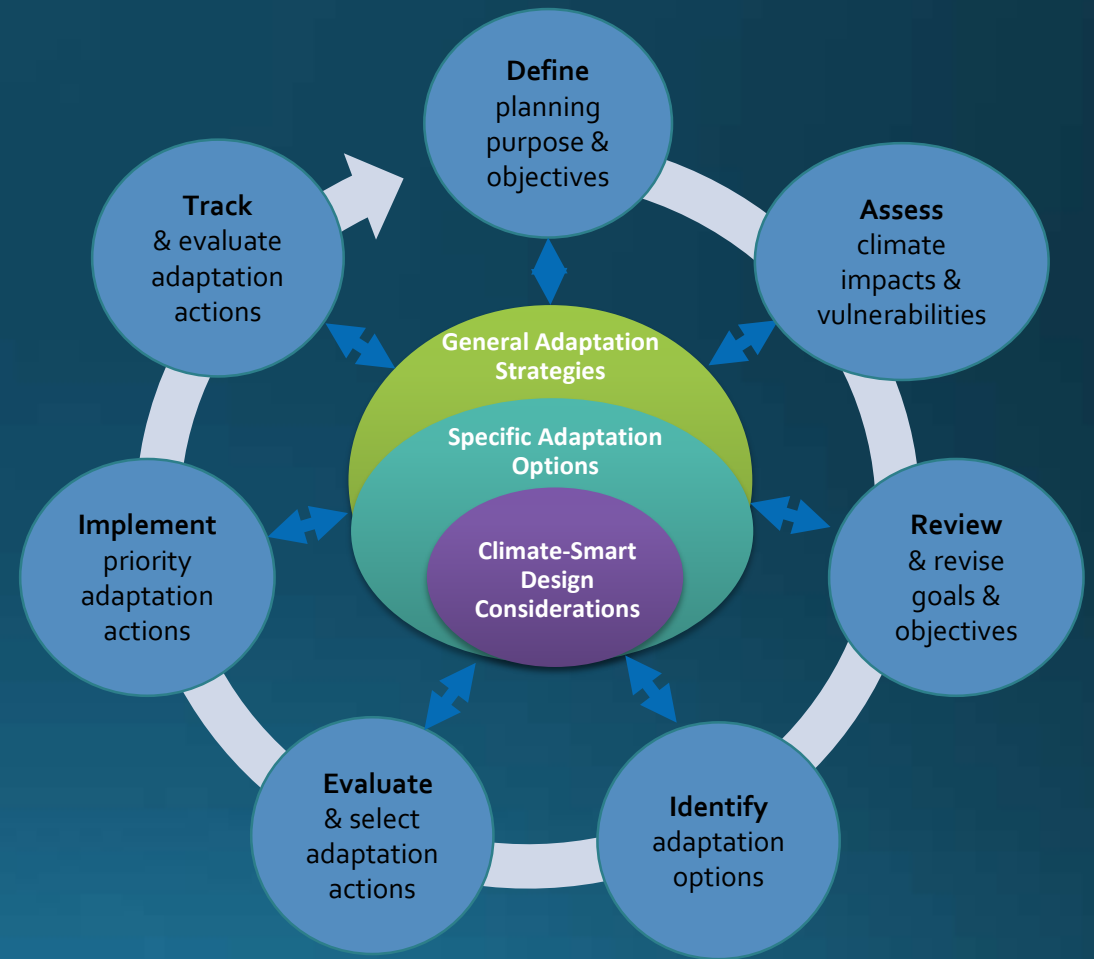 Define
planning
purpose &
objectives
Assess
climate
impacts &
vulnerabilities
Review
& revise
goals &
objectives
Identify
adaptation
options
Evaluate
& select
adaptation
actions
Implement
priority
adaptation
actions
Track
& evaluate
adaptation
actions
General Adaptation
Strategies
Specific Adaptation
Options
Climate-Smart
Design
Considerations